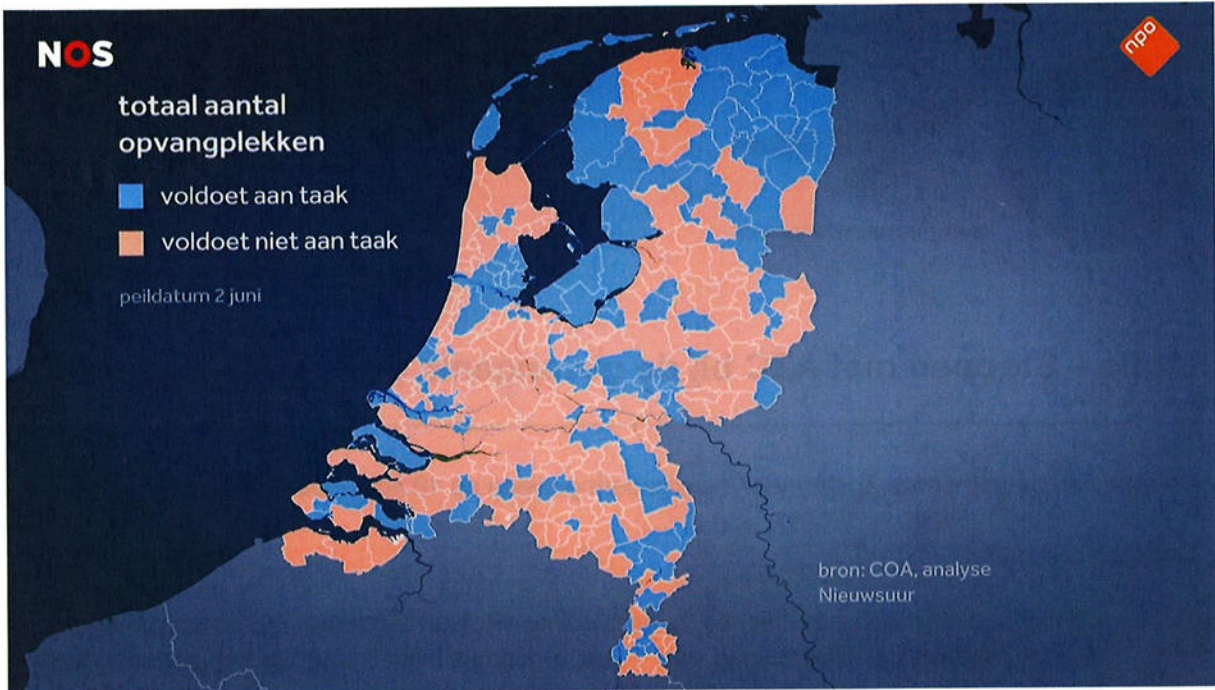 NOS
npo
totaal aantal
opvangplekken
voldoet aan taak
voldoet niet aan taak
peildatum 2 juni
bron: COA, analyse
Nieuwsuur